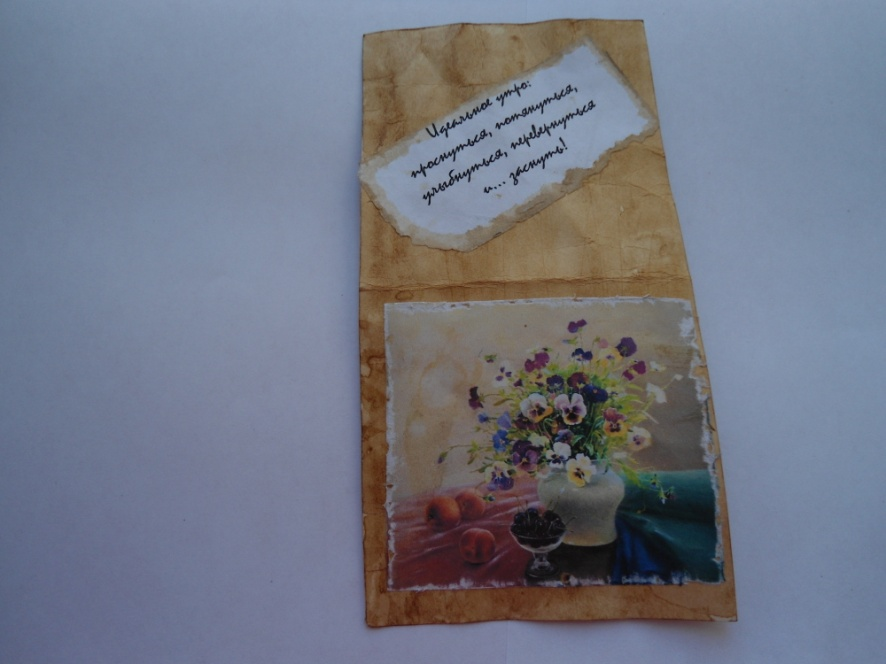 Идеальное утро:
проснуться, потянуться,
улыбнуться, перевернуться
и... заснуть!